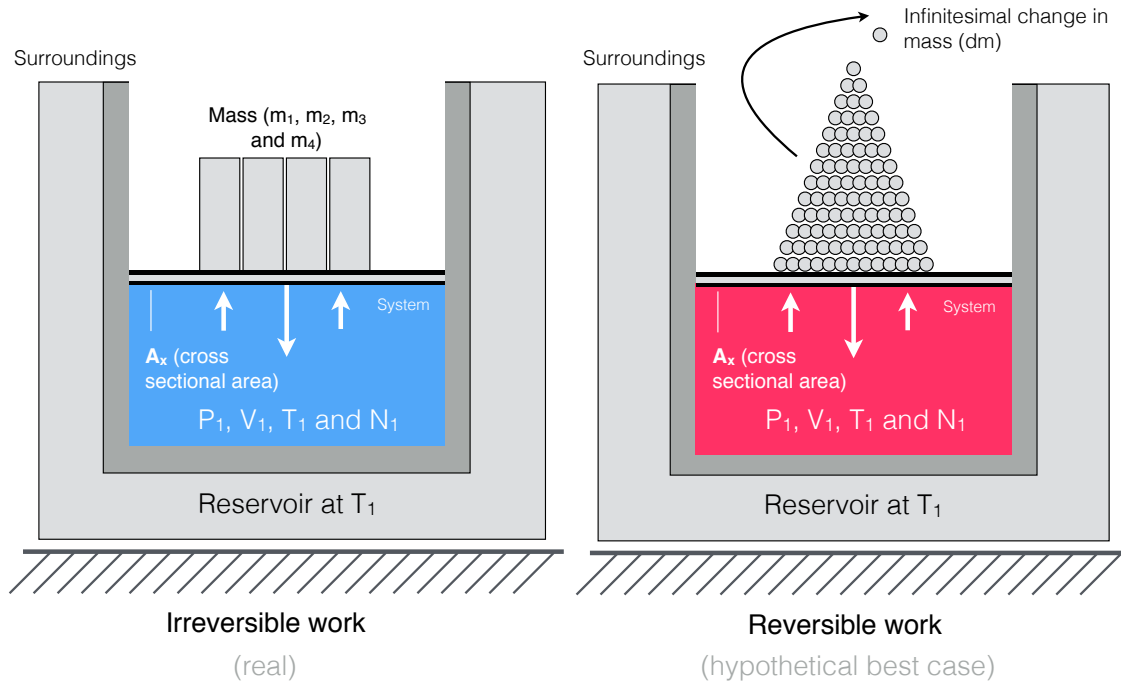 Surroundings
Mass (m₁, m₂, m₃
and m₄)
System
Aₓ (cross
sectional area)
P₁, V₁, T₁ and N₁
Reservoir at T₁
Irreversible work
(real)
Infinitesimal change in
mass (dm)
Surroundings
System
Aₓ (cross
sectional area)
P₁, V₁, T₁ and N₁
Reservoir at T₁
Reversible work
(hypothetical best case)